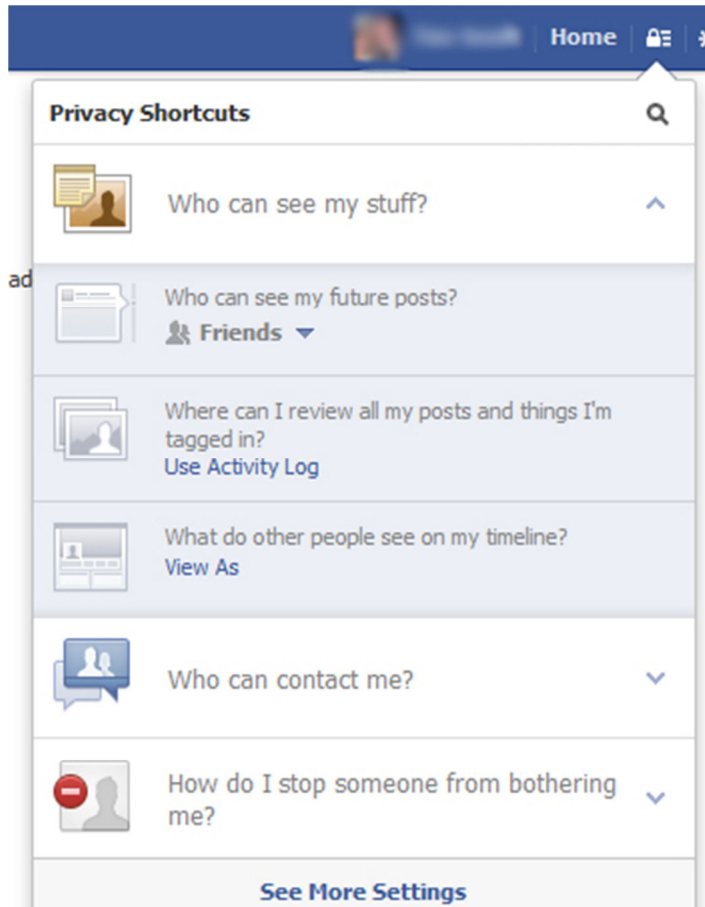 Home
Privacy Shortcuts
Who can see my stuff?
ad
Who can see my future posts?
Friends
Where can I review all my posts and things I'm
tagged in?
Use Activity Log
What do other people see on my timeline?
View As
Who can contact me?
How do I stop someone from bothering
me?
See More Settings